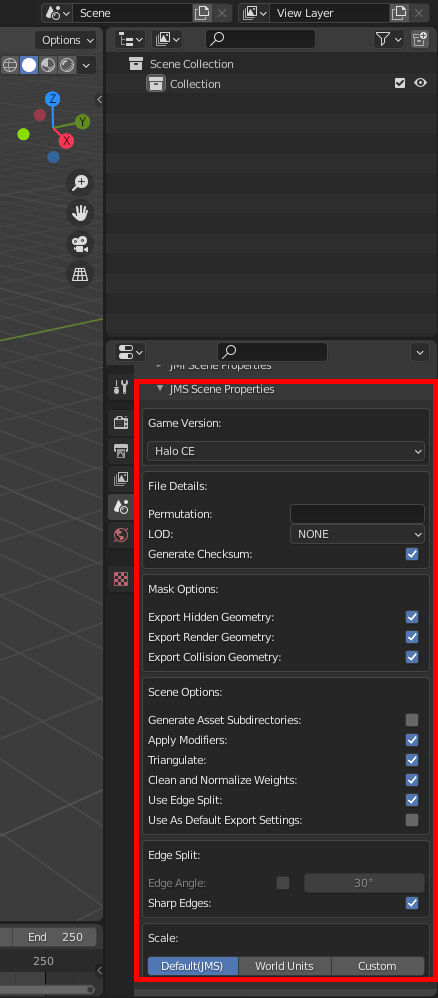 Scene
View Layer
Options
Scene Collection
Collection
Z
Y
X
JMI Scene Properties
JMS Scene Properties
Game Version:
Halo CE
File Details:
Permutation:
LOD: NONE
Generate Checksum:
Mask Options:
Export Hidden Geometry:
Export Render Geometry:
Export Collision Geometry:
Scene Options:
Generate Asset Subdirectories:
Apply Modifiers:
Triangulate:
Clean and Normalize Weights:
Use Edge Split:
Use As Default Export Settings:
Edge Split:
Edge Angle: 30°
Sharp Edges:
End 250
Scale:
250
Default(JMS) World Units Custom